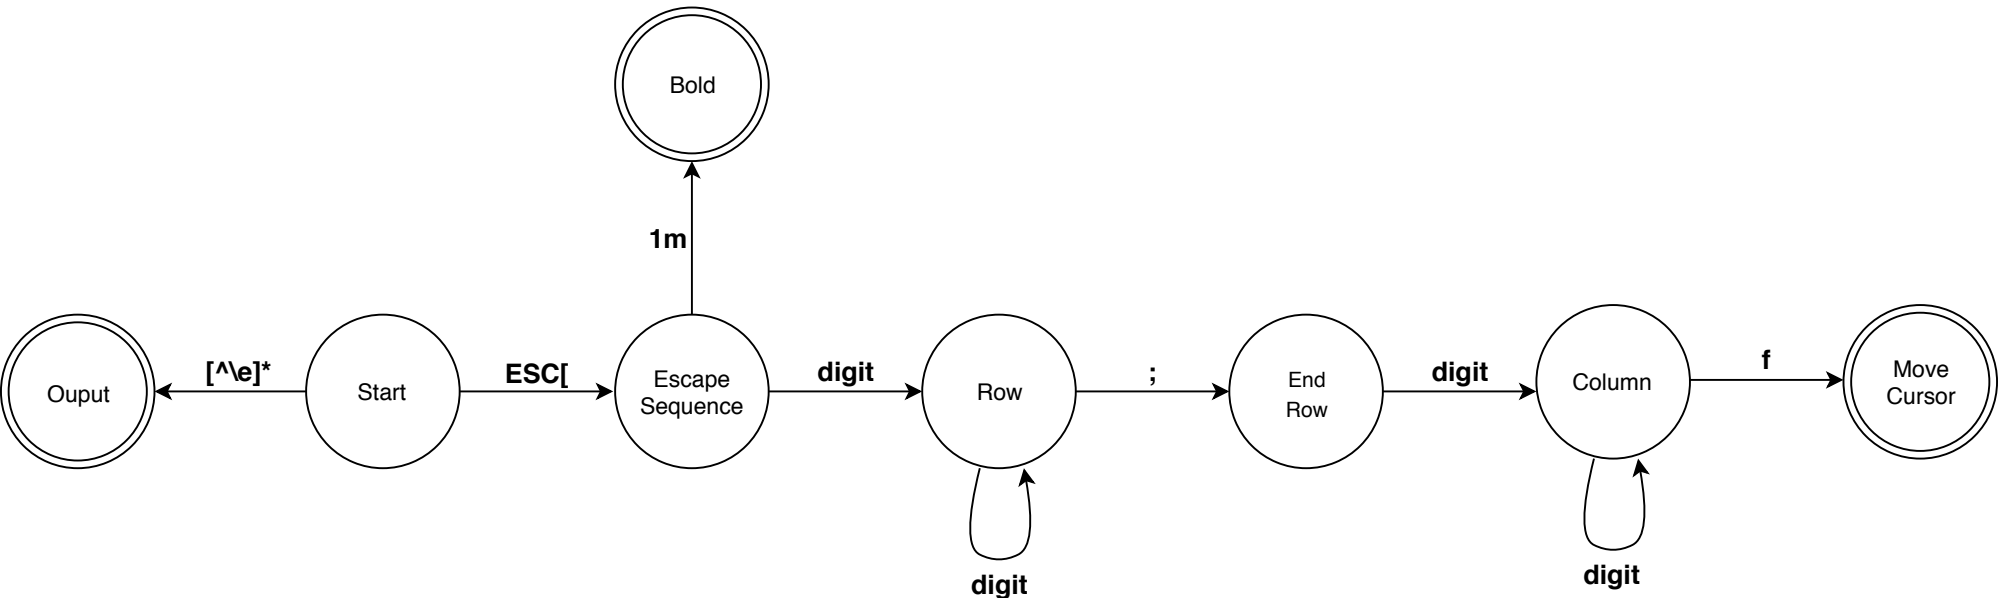 Bold
1m
Ouput
[^\e]*
Start
ESC[
Escape
Sequence
digit
Row
;
End
Row
digit
Column
f
Move
Cursor
digit
digit